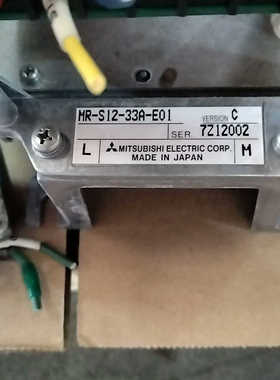 MR-S12-33A-E01 VERSION C
SER. 7Z12002
L MITSUBISHI ELECTRIC CORP. M
MADE IN JAPAN